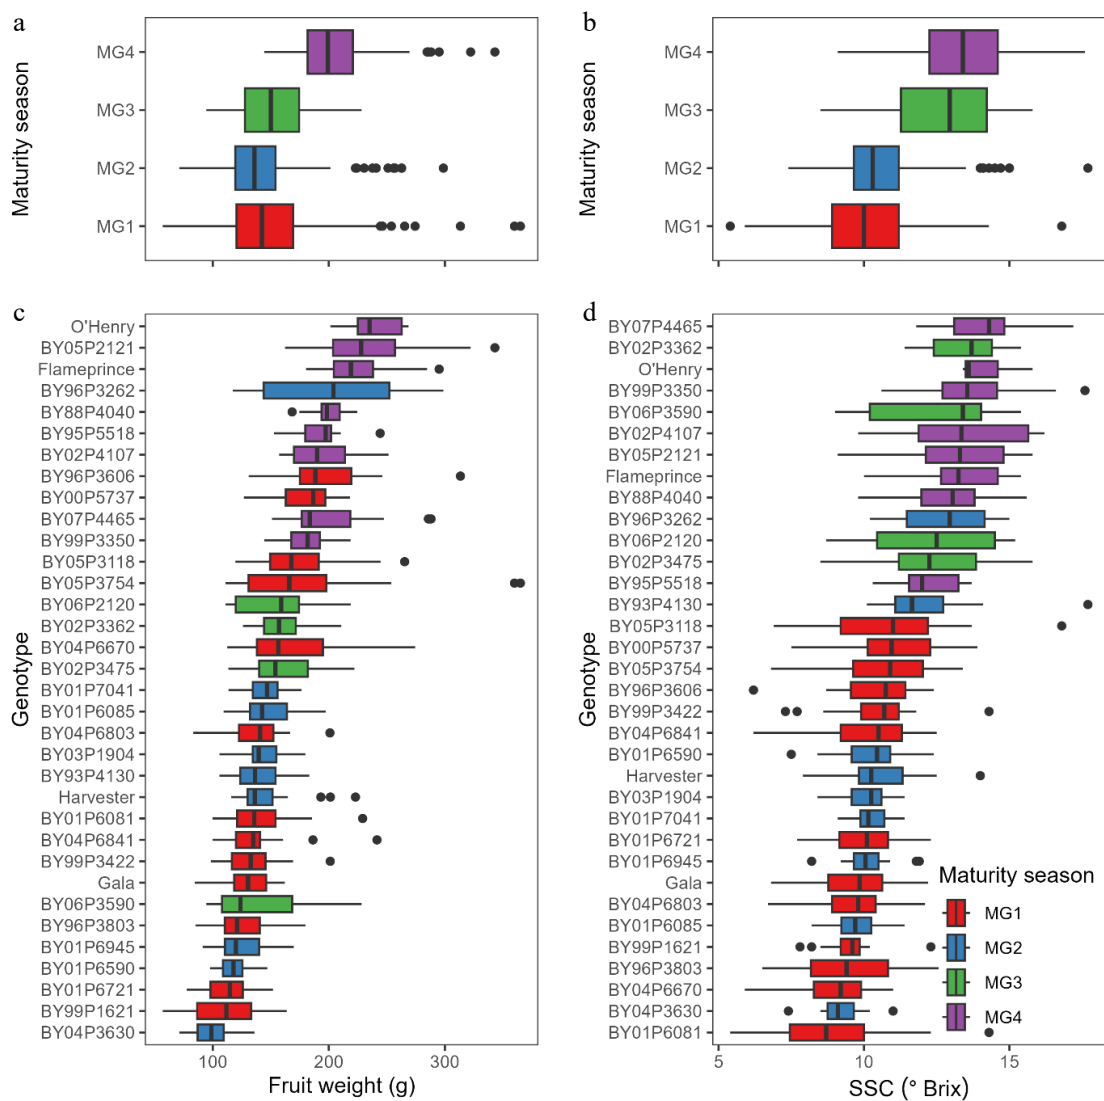 a
Maturity season
MG4
MG3
MG2
MG1
b
Maturity season
MG4
MG3
MG2
MG1
c
Genotype
O'Henry
BY05P2121
Flameprince
BY96P3262
BY88P4040
BY95P5518
BY02P4107
BY96P3606
BY00P5737
BY07P4465
BY99P3350
BY05P3118
BY05P3754
BY06P2120
BY02P3362
BY04P6670
BY02P3475
BY01P7041
BY01P6085
BY04P6803
BY03P1904
BY93P4130
Harvester
BY01P6081
BY04P6841
BY99P3422
Gala
BY06P3590
BY96P3803
BY01P6945
BY01P6590
BY01P6721
BY99P1621
BY04P3630
100 200 300
Fruit weight (g)
d
Genotype
BY07P4465
BY02P3362
O'Henry
BY99P3350
BY06P3590
BY02P4107
BY05P2121
Flameprince
BY88P4040
BY96P3262
BY06P2120
BY02P3475
BY95P5518
BY93P4130
BY05P3118
BY00P5737
BY05P3754
BY96P3606
BY99P3422
BY04P6841
BY01P6590
Harvester
BY03P1904
BY01P7041
BY01P6721
BY01P6945
Gala
BY04P6803
BY01P6085
BY99P1621
BY96P3803
BY04P6670
BY04P3630
BY01P6081
5 10 15
SSC (° Brix)
Maturity season
MG1
MG2
MG3
MG4